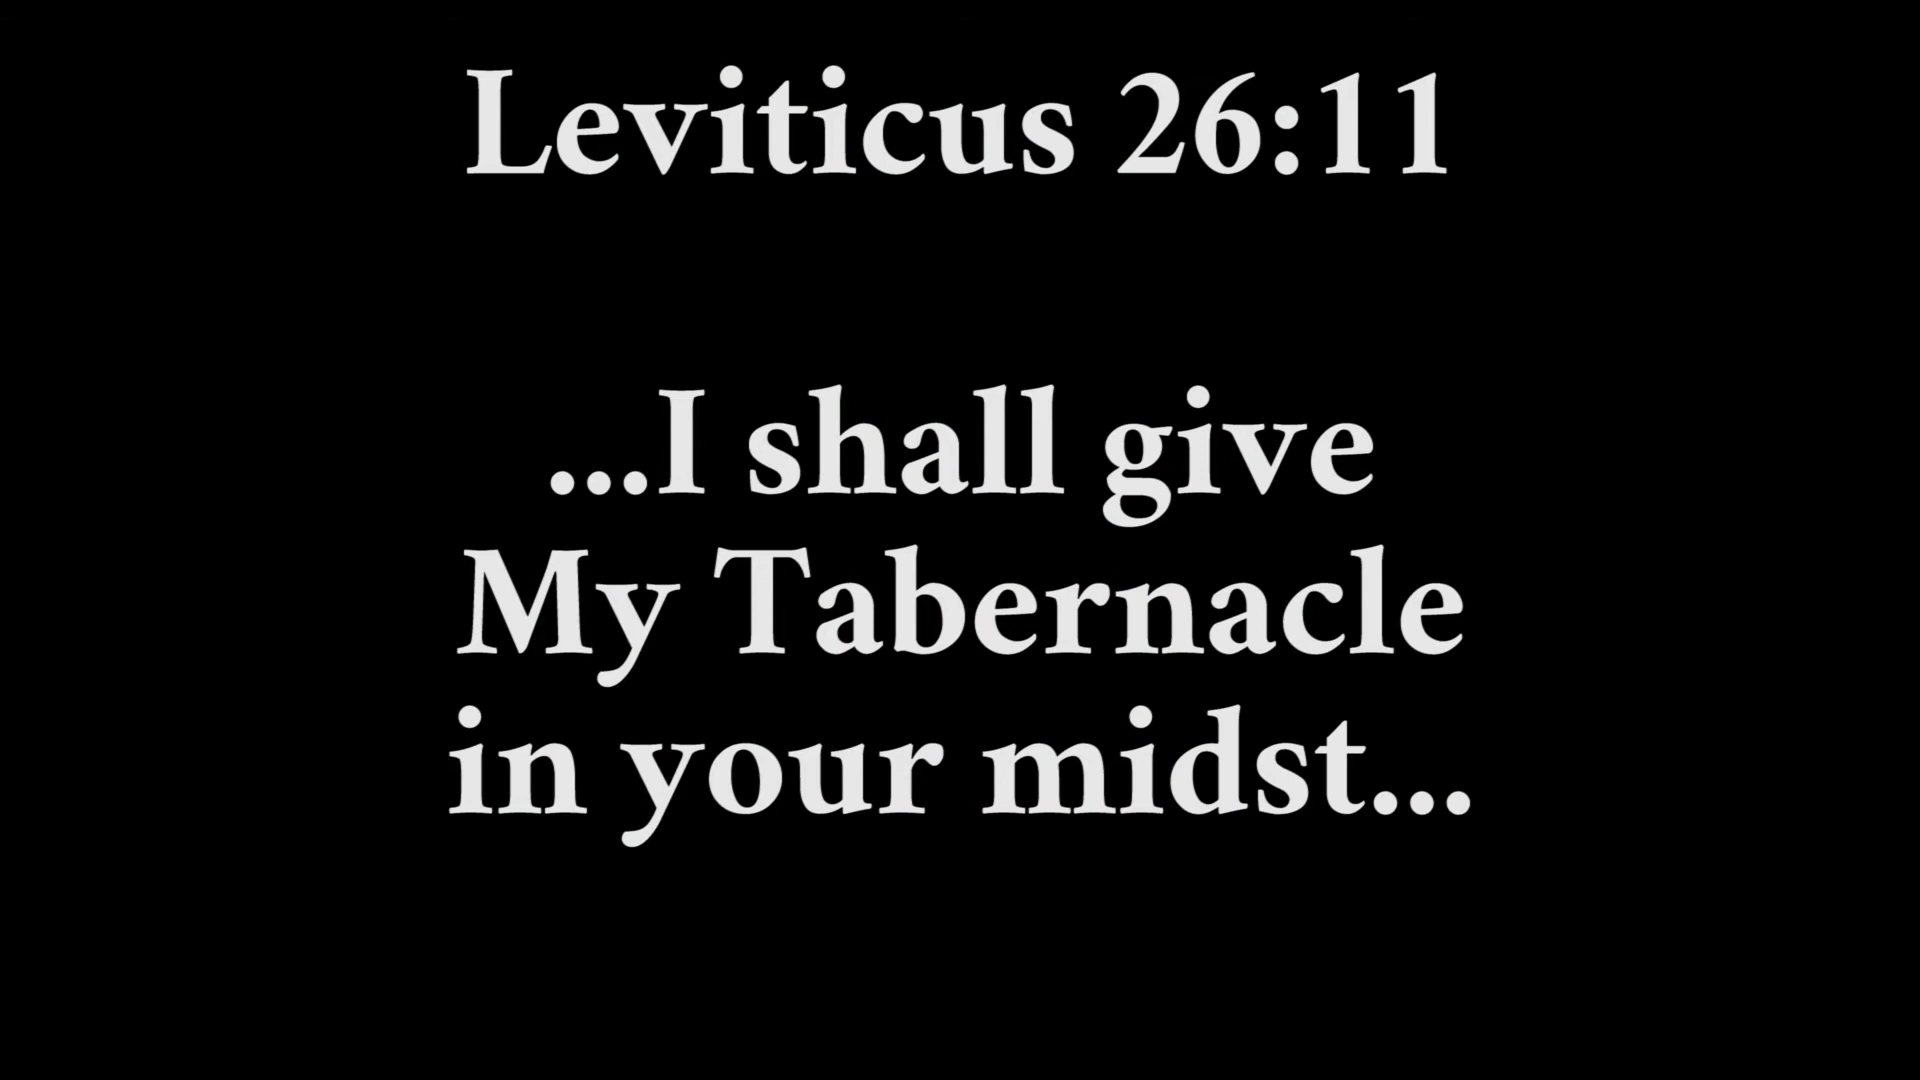 Leviticus 26:11
...I shall give
My Tabernacle
in your midst...